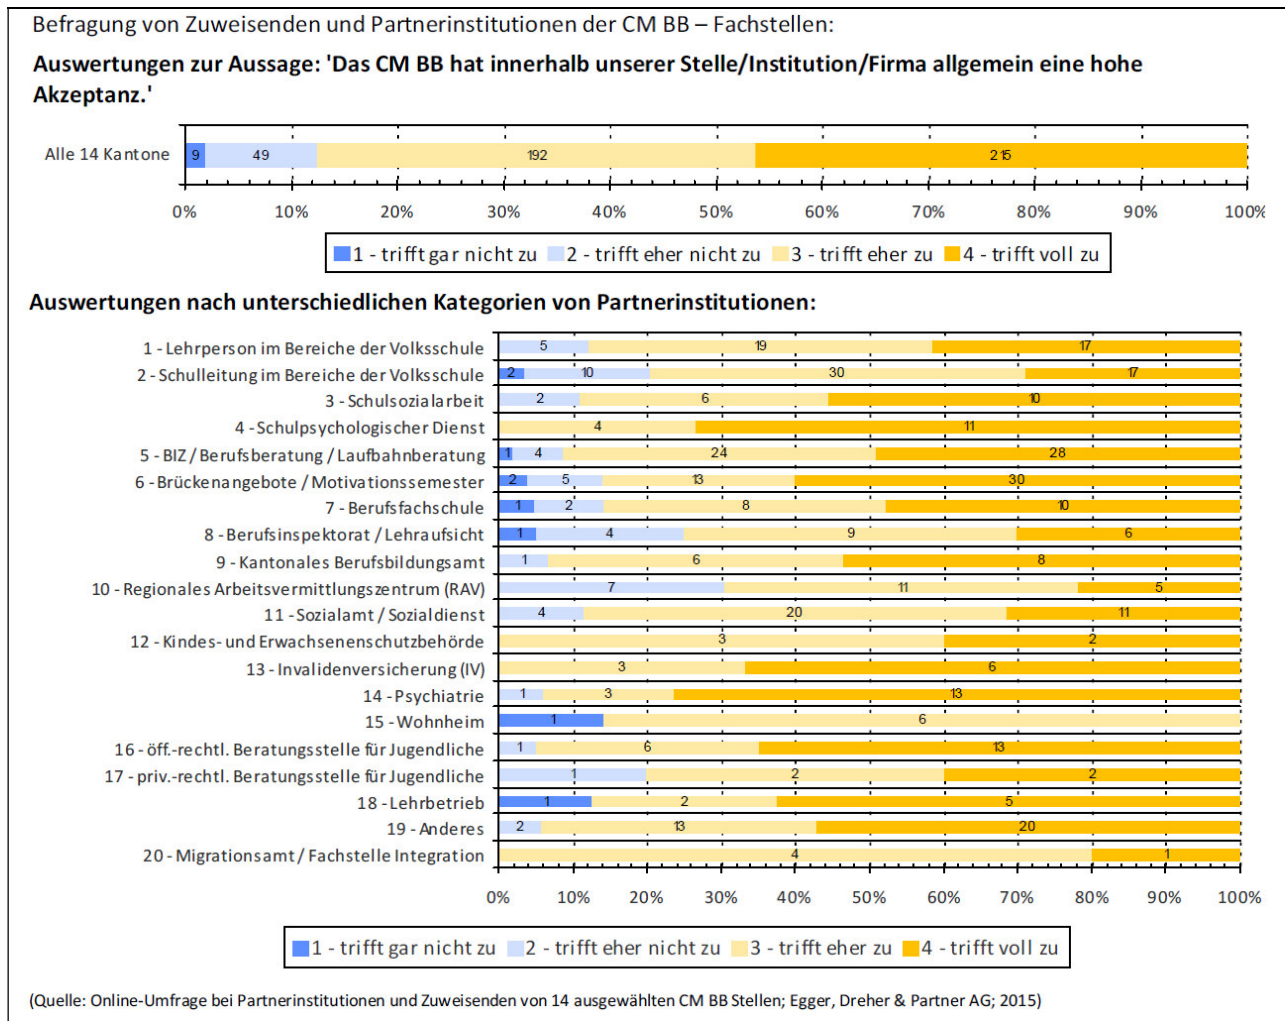 Befragung von Zuweisenden und Partnerinstitutionen der CM BB – Fachstellen:
Auswertungen zur Aussage: 'Das CM BB hat innerhalb unserer Stelle/Institution/Firma allgemein eine hohe
Akzeptanz.'
Alle 14 Kantone 9 49 192 215
0% 10% 20% 30% 40% 50% 60% 70% 80% 90% 100%
1 - trifft gar nicht zu 2 - trifft eher nicht zu 3 - trifft eher zu 4 - trifft voll zu
Auswertungen nach unterschiedlichen Kategorien von Partnerinstitutionen:
1 - Lehrperson im Bereiche der Volksschule 5 19 17
2 - Schulleitung im Bereiche der Volksschule 2 10 30 17
3 - Schulsozialarbeit 2 6 10
4 - Schulpsychologischer Dienst 4 11
5 - BIZ / Berufsberatung / Laufbahnberatung 1 4 24 28
6 - Brückenangebote / Motivationssemester 2 5 13 30
7 - Berufsfachschule 1 2 8 10
8 - Berufsinspektorat / Lehraufsicht 1 4 9 6
9 - Kantonales Berufsbildungsamt 1 6 8
10 - Regionales Arbeitsvermittlungszentrum (RAV) 7 11 5
11 - Sozialamt / Sozialdienst 4 20 11
12 - Kindes- und Erwachsenenschutzbehörde 3 2
13 - Invalidenversicherung (IV) 3 6
14 - Psychiatrie 1 3 13
15 - Wohnheim 1 6
16 - öff.-rechtl. Beratungsstelle für Jugendliche 1 6 13
17 - priv.-rechtl. Beratungsstelle für Jugendliche 1 2 2
18 - Lehrbetrieb 1 2 5
19 - Anderes 2 13 20
20 - Migrationsamt / Fachstelle Integration 4 1
0% 10% 20% 30% 40% 50% 60% 70% 80% 90% 100%
1 - trifft gar nicht zu 2 - trifft eher nicht zu 3 - trifft eher zu 4 - trifft voll zu
(Quelle: Online-Umfrage bei Partnerinstitutionen und Zuweisenden von 14 ausgewählten CM BB Stellen; Egger, Dreher & Partner AG; 2015)